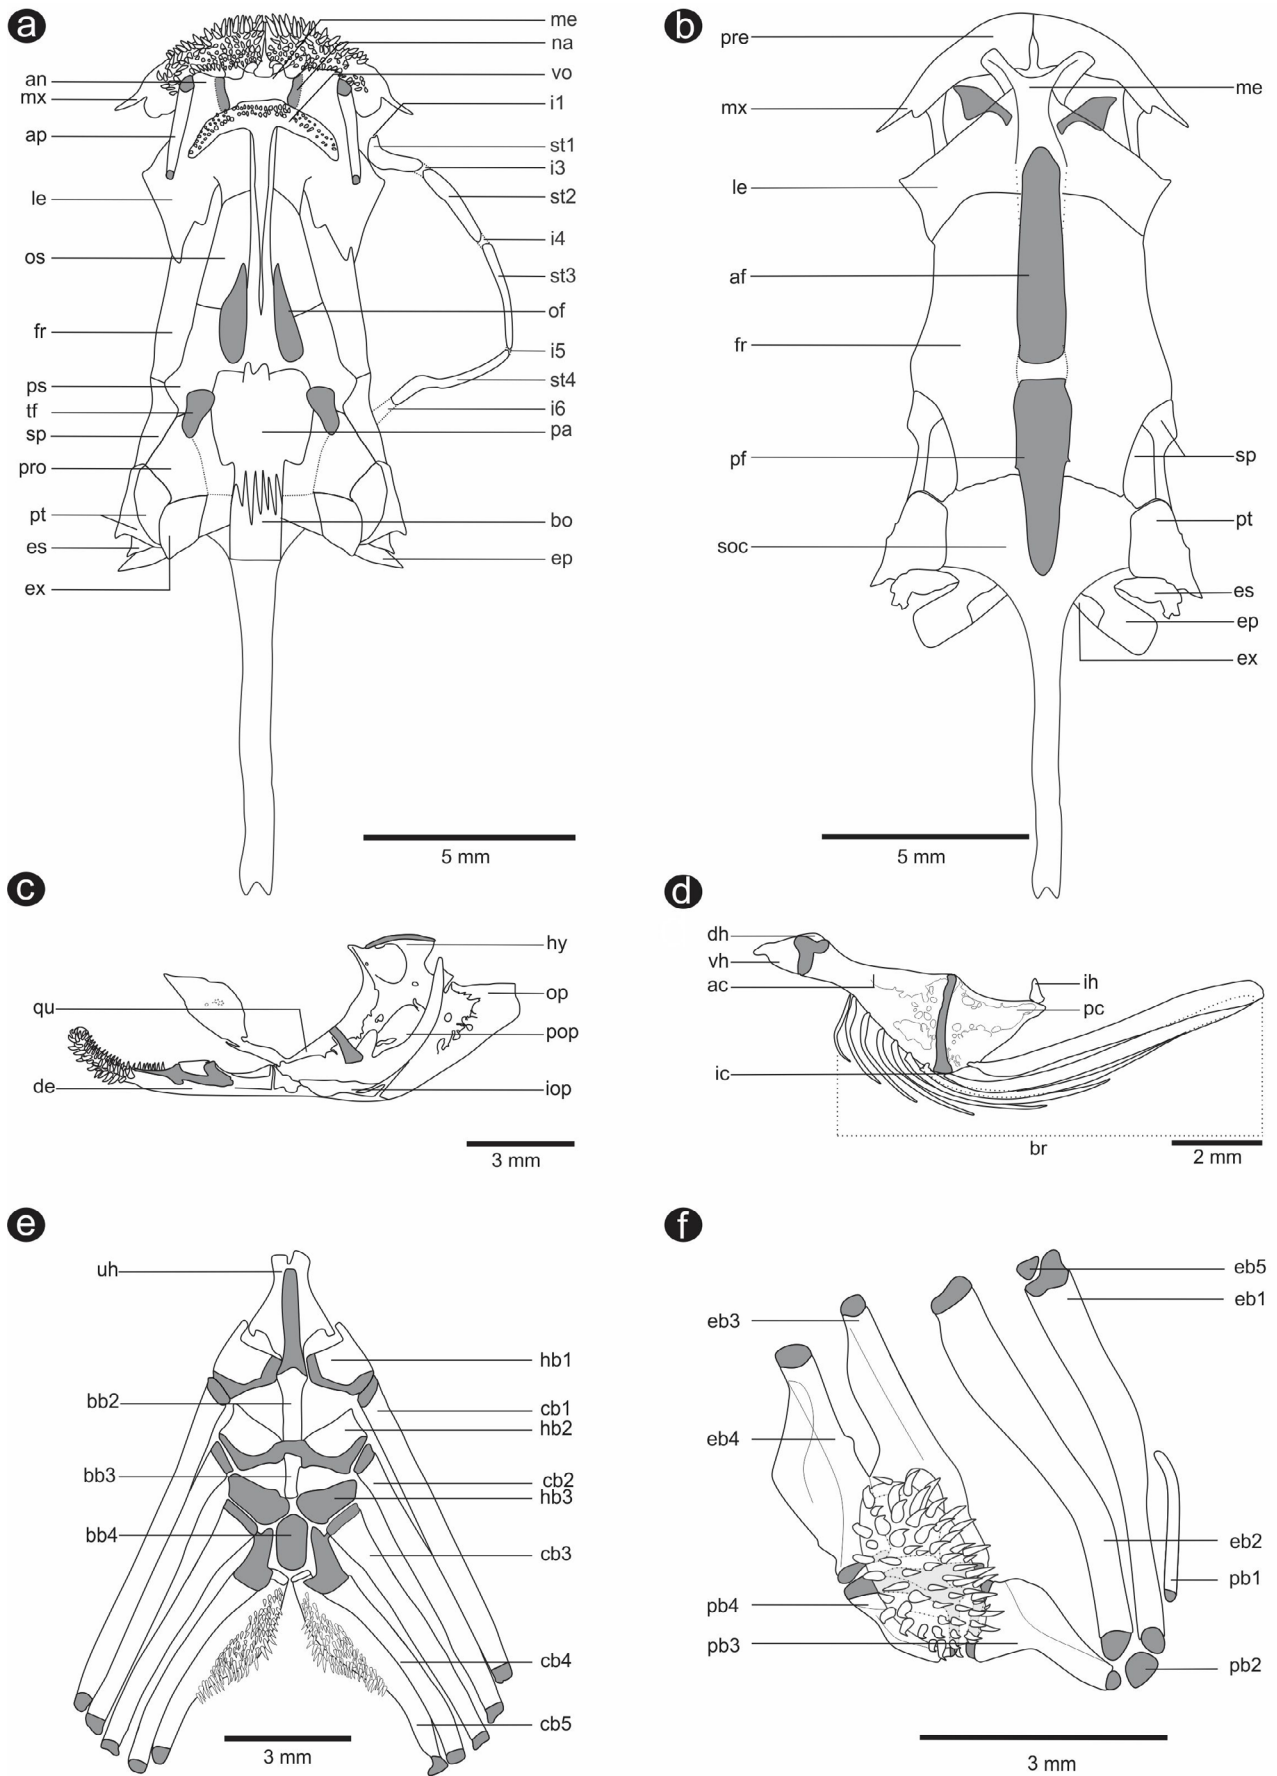 a
me
na
an
vo
mx
i1
ap
st1
i3
le
st2
i4
os
st3
of
fr
i5
ps
st4
tf
i6
sp
pa
pro
pt
bo
es
ep
ex
5 mm
b
pre
me
mx
le
af
fr
pf
sp
pt
soc
es
ep
ex
5 mm
c
hy
op
qu
pop
de
iop
3 mm
d
dh
vh
ac
ih
pc
ic
br
2 mm
e
uh
hb1
bb2
cb1
hb2
bb3
cb2
hb3
bb4
cb3
cb4
cb5
3 mm
f
eb5
eb1
eb3
eb4
eb2
pb1
pb4
pb3
pb2
3 mm